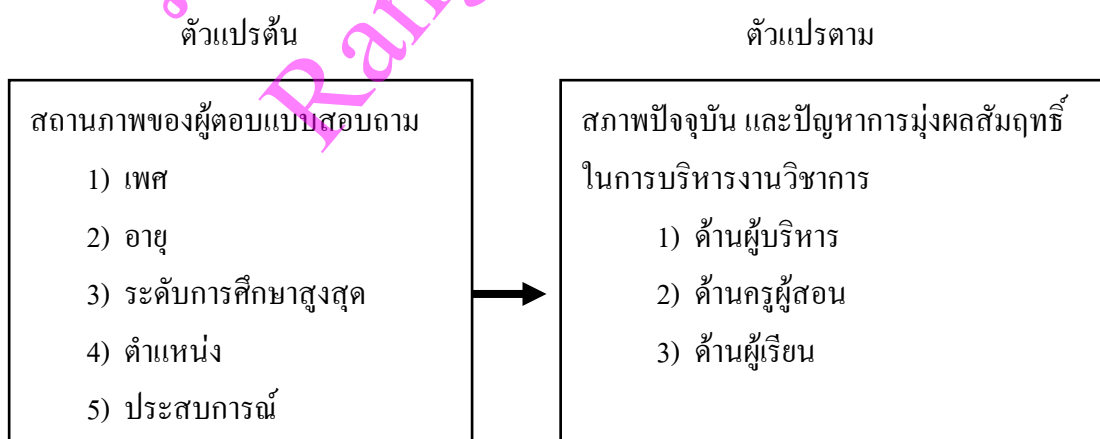 ตัวแปรต้น
ตัวแปรตาม
สถานภาพของผู้ตอบแบบสอบถาม
1) เพศ
2) อายุ
3) ระดับการศึกษาสูงสุด
4) ตำแหน่ง
5) ประสบการณ์
สภาพปัจจุบัน และปัญหาการมุ่งผลสัมฤทธิ์
ในการบริหารงานวิชาการ
1) ด้านผู้บริหาร
2) ด้านครูผู้สอน
3) ด้านผู้เรียน